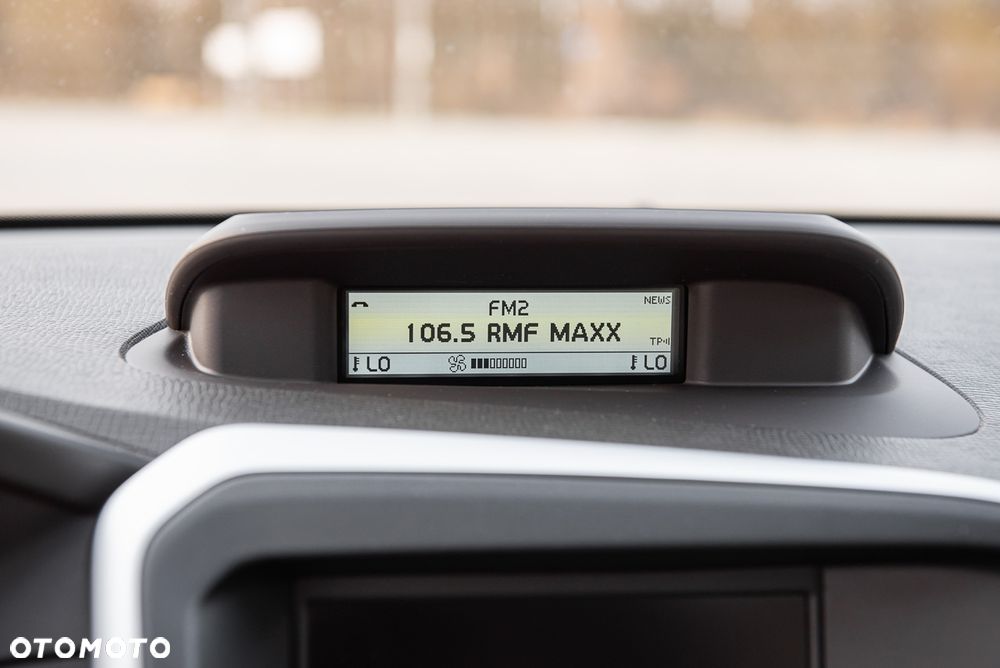 FM2
NEWS
106.5 RMF MAXX
TP
LO
LO
OTOMOTO